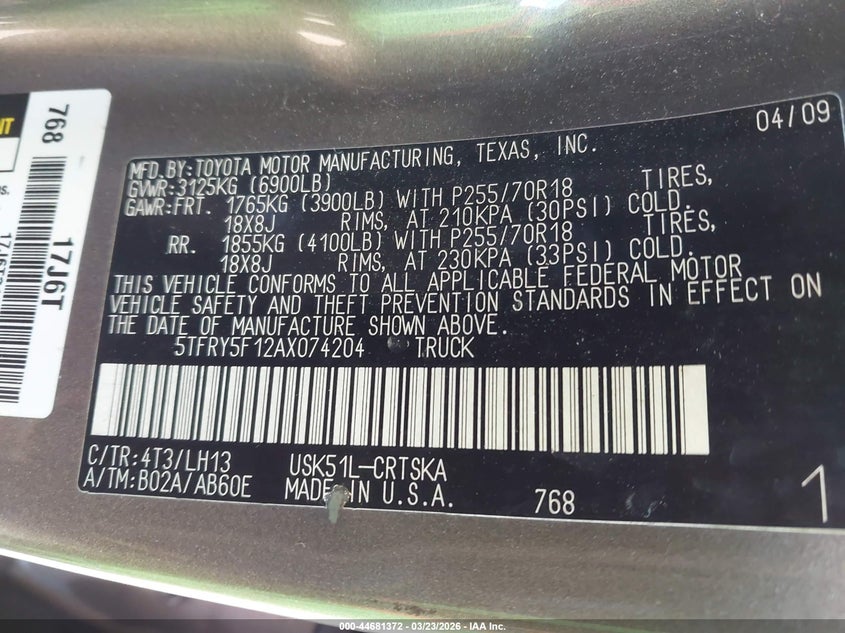 04/09
MFD.BY:TOYOTA MOTOR MANUFACTURING, TEXAS, INC.
GVWR:3125KG (6900LB)
GAWR:FRT. 1765KG (3900LB) WITH P255/70R18 TIRES,
18X8J RIMS, AT 210KPA (30PSI) COLD.
RR. 1855KG (4100LB) WITH P255/70R18 TIRES,
18X8J RIMS, AT 230KPA (33PSI) COLD.
THIS VEHICLE CONFORMS TO ALL APPLICABLE FEDERAL MOTOR
VEHICLE SAFETY AND THEFT PREVENTION STANDARDS IN EFFECT ON
THE DATE OF MANUFACTURE SHOWN ABOVE.
5TFRY5F12AX074204 TRUCK
C/TR:4T3/LH13 USK51L-CRTSKA
A/TM:B02A/AB60E MADE IN U.S.A. 768
1
768
17J6T
000-44681372 - 03/23/2026 - IAA Inc.